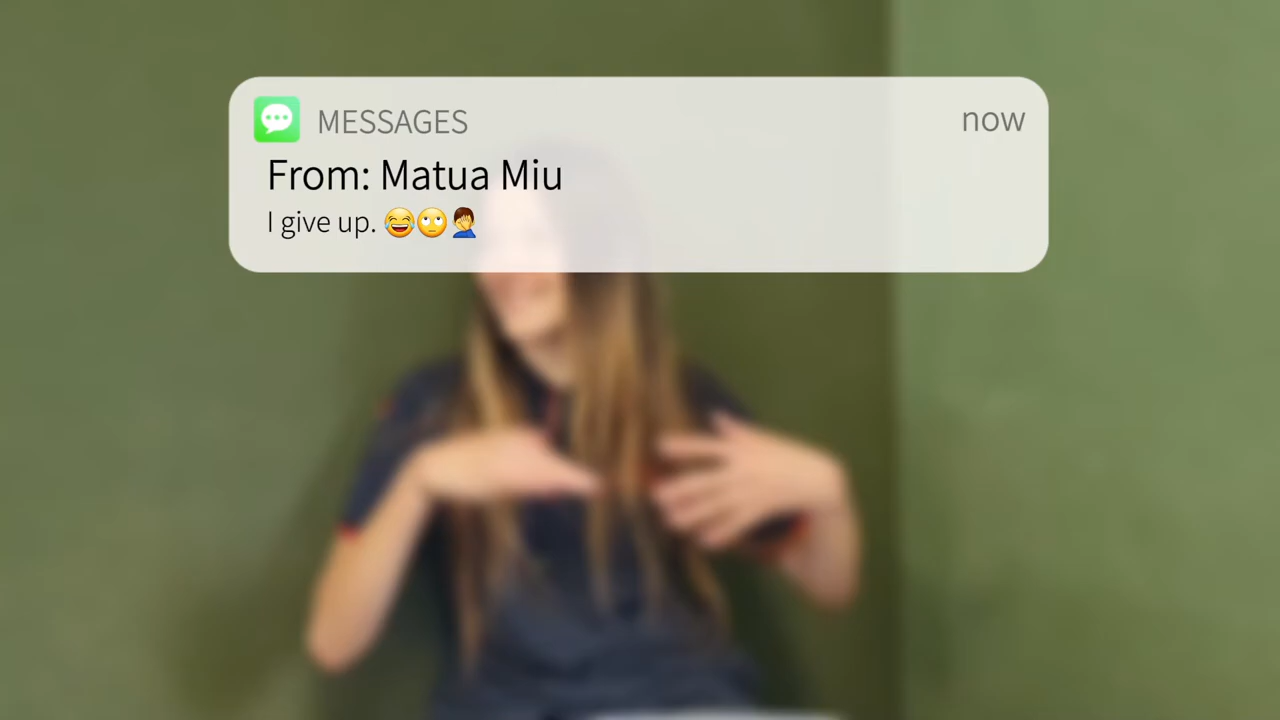 MESSAGES
now
From: Matua Miu
I give up. 😂🙄🤦‍♂️